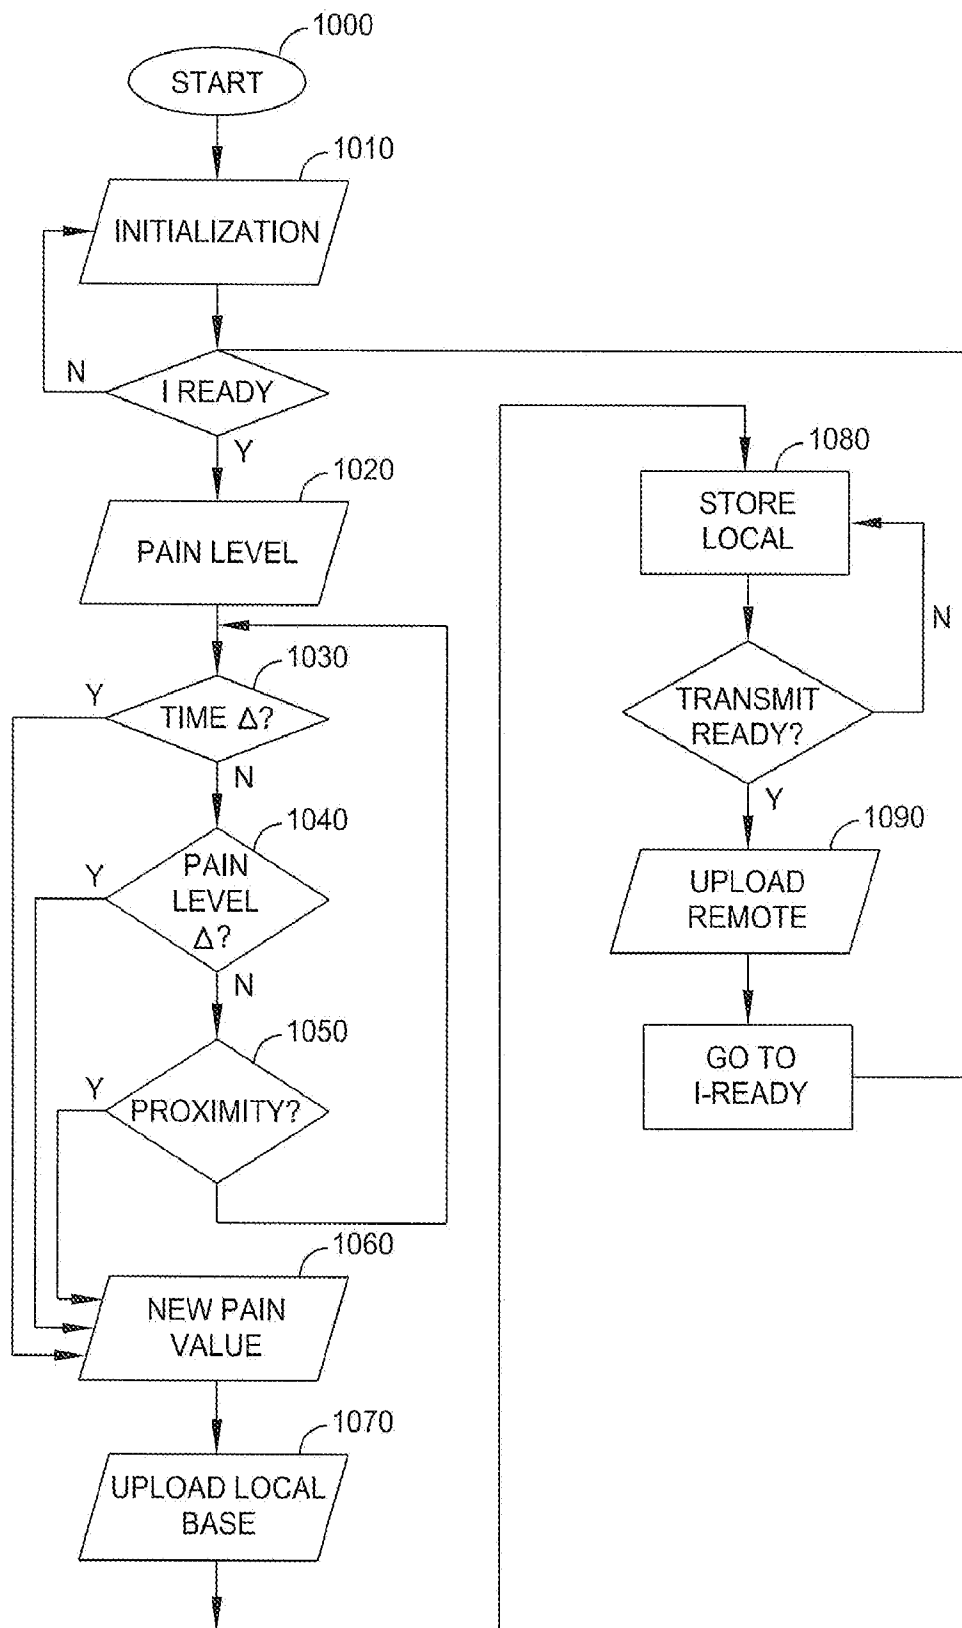 1000
START
1010
INITIALIZATION
N
I READY
Y
1020
PAIN LEVEL
1030
Y
TIME Δ?
N
1040
Y
PAIN
LEVEL
Δ?
N
1050
Y
PROXIMITY?
1060
NEW PAIN
VALUE
1070
UPLOAD LOCAL
BASE
1080
STORE
LOCAL
N
TRANSMIT
READY?
Y
1090
UPLOAD
REMOTE
GO TO
I-READY